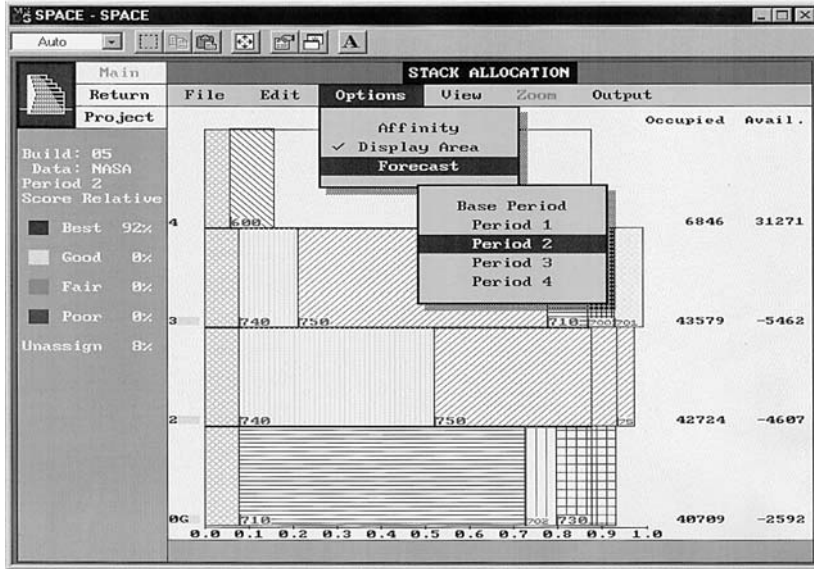 SPACE - SPACE
Auto
A
Main
Return
Project
STACK ALLOCATION
File Edit Options View Zoom Output
Affinity
✓ Display Area
Forecast
Base Period
Period 1
Period 2
Period 3
Period 4
Occupied Avail.
Build: 05
Data: NASA
Period 2
Score Relative
Best 92%
Good 0%
Fair 0%
Poor 0%
Unassign 8%
4 600 6846 31271
3 740 750 710 700 701 43579 -5462
2 740 750 42724 -4607
0G 710 702 730 40709 -2592
0.0 0.1 0.2 0.3 0.4 0.5 0.6 0.7 0.8 0.9 1.0